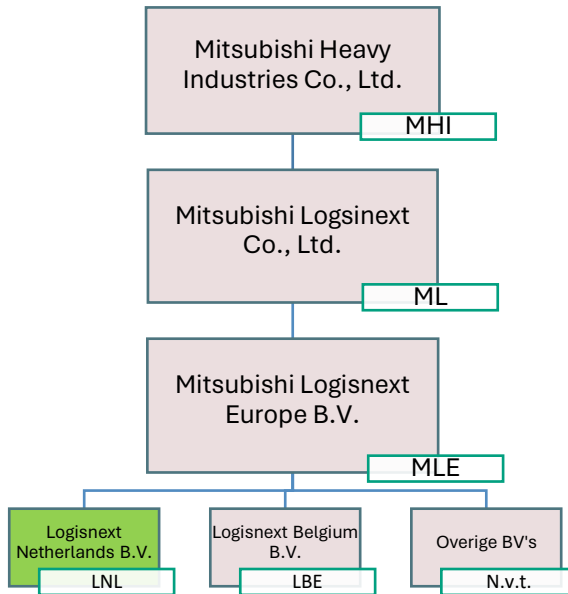 Mitsubishi Heavy
Industries Co., Ltd.
MHI
Mitsubishi Logsinext
Co., Ltd.
ML
Mitsubishi Logisnext
Europe B.V.
MLE
Logisnext
Netherlands B.V.
LNL
Logisnext Belgium
B.V.
LBE
Overige BV's
N.v.t.